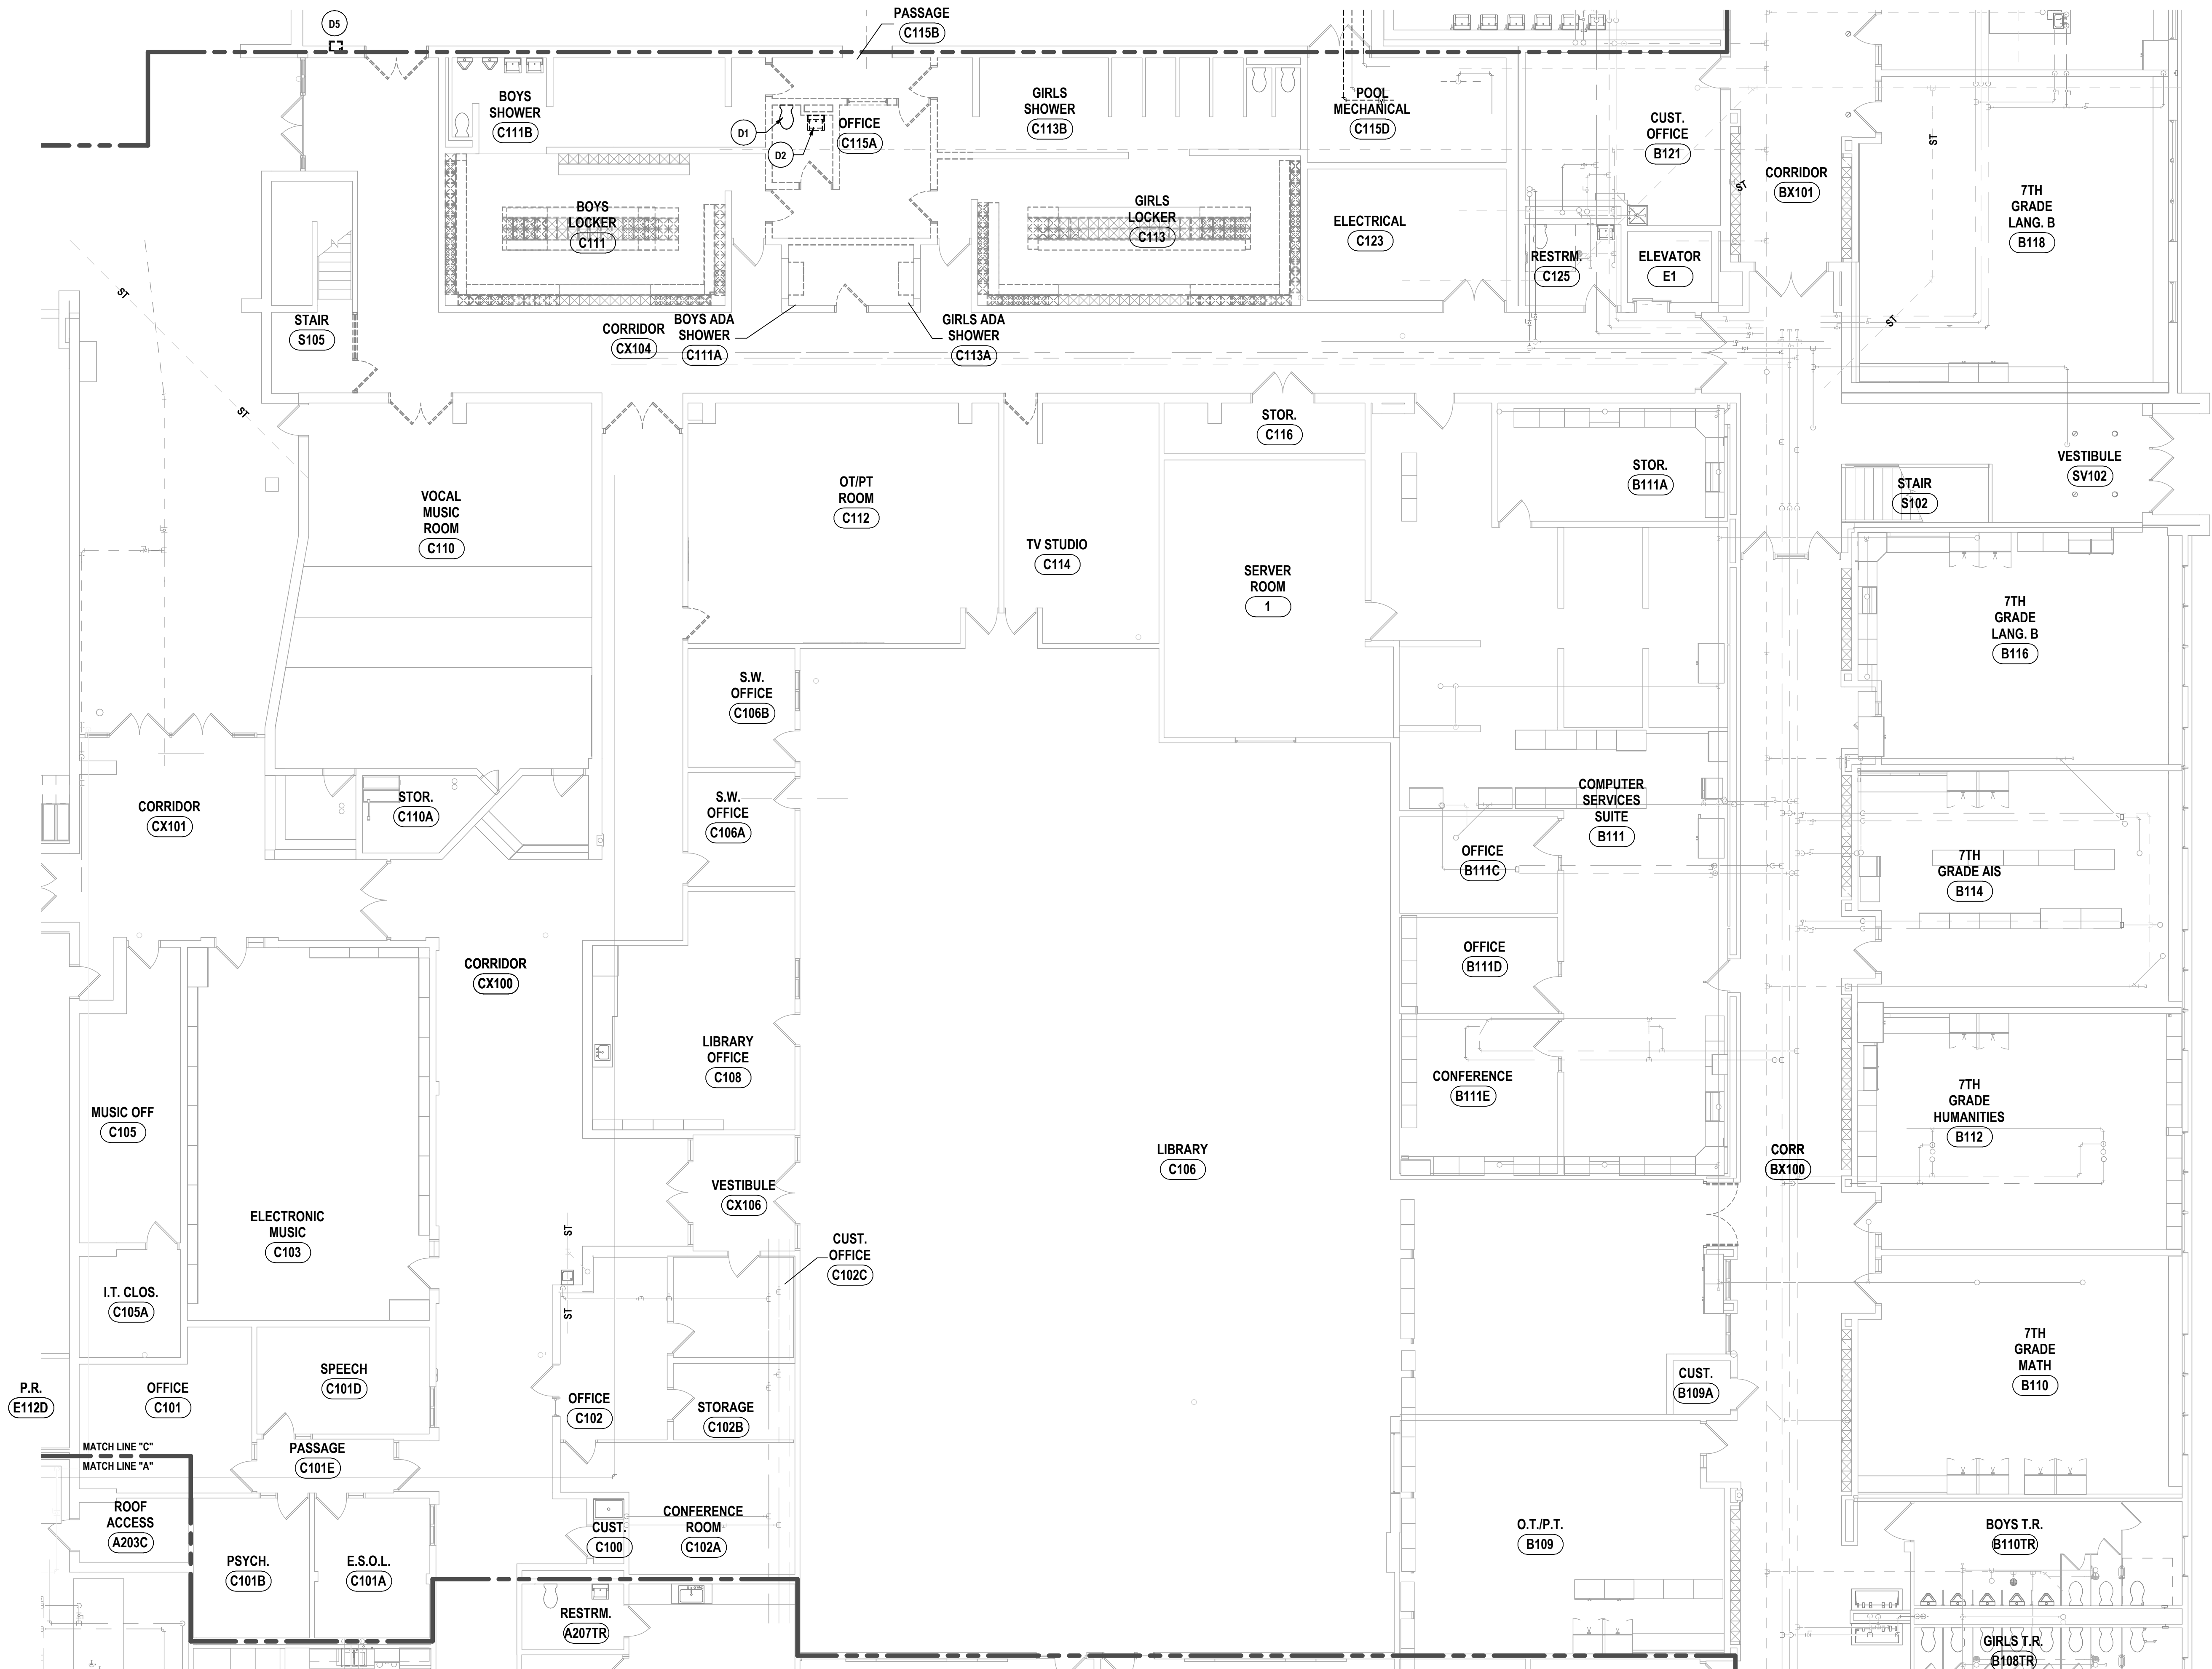 D5
PASSAGE
C115B
BOYS
SHOWER
C111B
D1
D2
OFFICE
C115A
GIRLS
SHOWER
C113B
POOL
MECHANICAL
C115D
CUST.
OFFICE
B121
CORRIDOR
BX101
ST
ST
7TH
GRADE
LANG. B
B118
BOYS
LOCKER
C111
GIRLS
LOCKER
C113
ELECTRICAL
C123
RESTRM.
C125
ELEVATOR
E1
ST
ST
STAIR
S105
CORRIDOR
CX104
BOYS ADA
SHOWER
C111A
GIRLS ADA
SHOWER
C113A
ST
STOR.
C116
VOCAL
MUSIC
ROOM
C110
OT/PT
ROOM
C112
TV STUDIO
C114
STOR.
B111A
STAIR
S102
VESTIBULE
SV102
SERVER
ROOM
1
7TH
GRADE
LANG. B
B116
S.W.
OFFICE
C106B
CORRIDOR
CX101
STOR.
C110A
S.W.
OFFICE
C106A
COMPUTER
SERVICES
SUITE
B111
OFFICE
B111C
7TH
GRADE AIS
B114
CORRIDOR
CX100
OFFICE
B111D
LIBRARY
OFFICE
C108
CONFERENCE
B111E
7TH
GRADE
HUMANITIES
B112
MUSIC OFF
C105
LIBRARY
C106
CORR
BX100
VESTIBULE
CX106
ELECTRONIC
MUSIC
C103
ST
CUST.
OFFICE
C102C
I.T. CLOS.
C105A
ST
7TH
GRADE
MATH
B110
P.R.
E112D
OFFICE
C101
SPEECH
C101D
OFFICE
C102
STORAGE
C102B
CUST.
B109A
MATCH LINE "C"
MATCH LINE "A"
PASSAGE
C101E
ROOF
ACCESS
A203C
CUST.
C100
CONFERENCE
ROOM
C102A
O.T./P.T.
B109
BOYS T.R.
B110TR
PSYCH.
C101B
E.S.O.L.
C101A
RESTRM.
A207TR
GIRLS T.R.
B108TR